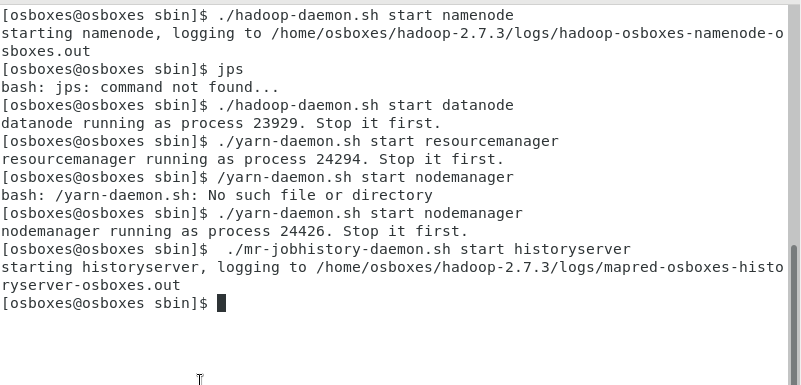 [osboxes@osboxes sbin]$ ./hadoop-daemon.sh start namenode
starting namenode, logging to /home/osboxes/hadoop-2.7.3/logs/hadoop-osboxes-namenode-o
sboxes.out
[osboxes@osboxes sbin]$ jps
bash: jps: command not found...
[osboxes@osboxes sbin]$ ./hadoop-daemon.sh start datanode
datanode running as process 23929. Stop it first.
[osboxes@osboxes sbin]$ ./yarn-daemon.sh start resourcemanager
resourcemanager running as process 24294. Stop it first.
[osboxes@osboxes sbin]$ /yarn-daemon.sh start nodemanager
bash: /yarn-daemon.sh: No such file or directory
[osboxes@osboxes sbin]$ ./yarn-daemon.sh start nodemanager
nodemanager running as process 24426. Stop it first.
[osboxes@osboxes sbin]$  ./mr-jobhistory-daemon.sh start historyserver
starting historyserver, logging to /home/osboxes/hadoop-2.7.3/logs/mapred-osboxes-histo
ryserver-osboxes.out
[osboxes@osboxes sbin]$